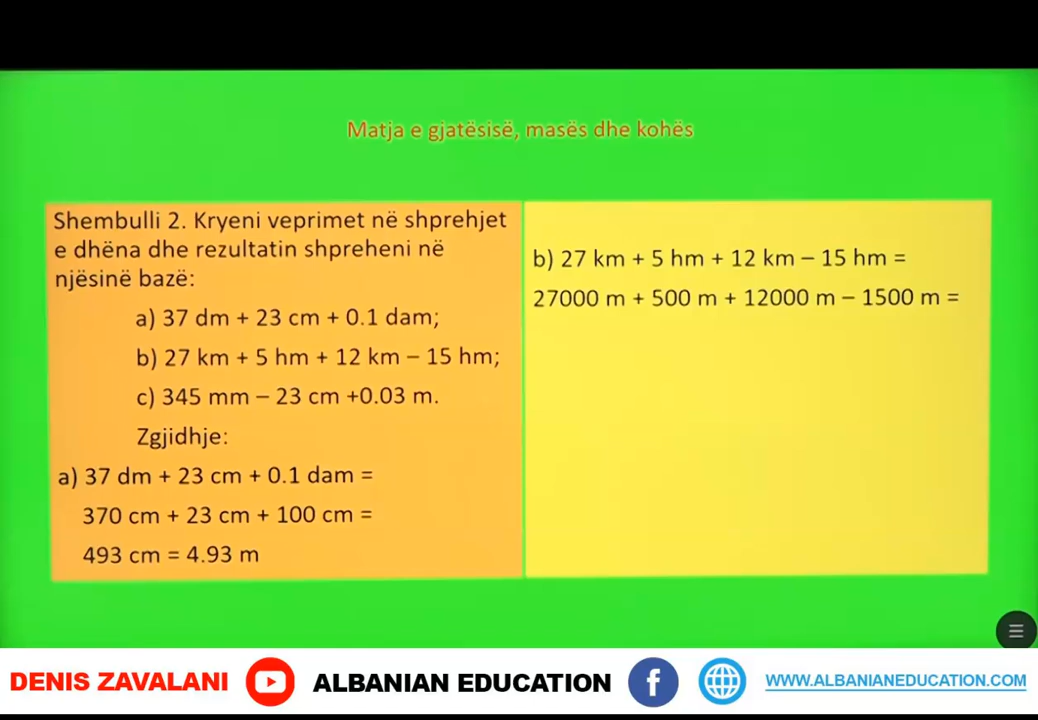 Matja e gjatësisë, masës dhe kohës
Shembulli 2. Kryeni veprimet në shprehjet
e dhëna dhe rezultatin shpreheni në
njësinë bazë:
a) 37 dm + 23 cm + 0.1 dam;
b) 27 km + 5 hm + 12 km – 15 hm;
c) 345 mm – 23 cm +0.03 m.
Zgjidhje:
a) 37 dm + 23 cm + 0.1 dam =
370 cm + 23 cm + 100 cm =
493 cm = 4.93 m
b) 27 km + 5 hm + 12 km – 15 hm =
27000 m + 500 m + 12000 m – 1500 m =
DENIS ZAVALANI
ALBANIAN EDUCATION
WWW.ALBANIANEDUCATION.COM